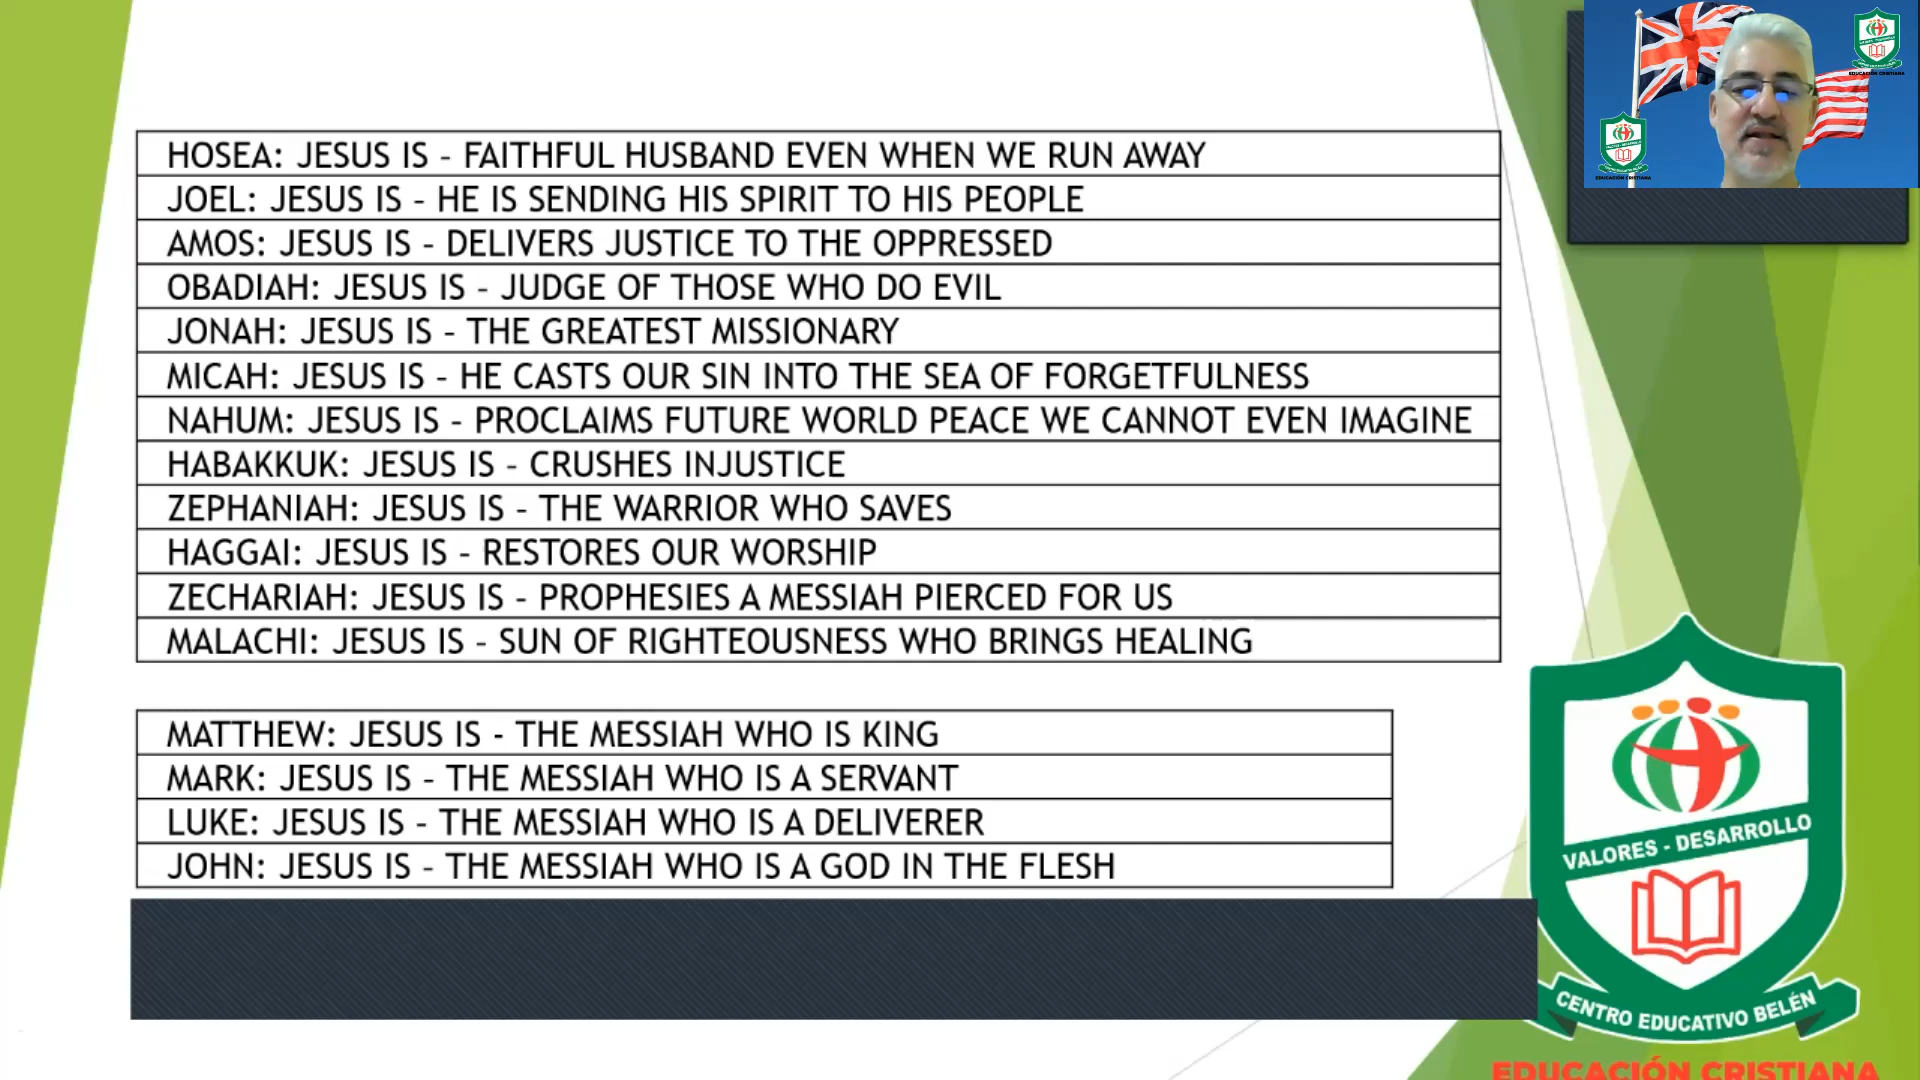 HOSEA: JESUS IS - FAITHFUL HUSBAND EVEN WHEN WE RUN AWAY
JOEL: JESUS IS - HE IS SENDING HIS SPIRIT TO HIS PEOPLE
AMOS: JESUS IS - DELIVERS JUSTICE TO THE OPPRESSED
OBADIAH: JESUS IS - JUDGE OF THOSE WHO DO EVIL
JONAH: JESUS IS - THE GREATEST MISSIONARY
MICAH: JESUS IS - HE CASTS OUR SIN INTO THE SEA OF FORGETFULNESS
NAHUM: JESUS IS - PROCLAIMS FUTURE WORLD PEACE WE CANNOT EVEN IMAGINE
HABAKKUK: JESUS IS - CRUSHES INJUSTICE
ZEPHANIAH: JESUS IS - THE WARRIOR WHO SAVES
HAGGAI: JESUS IS - RESTORES OUR WORSHIP
ZECHARIAH: JESUS IS - PROPHESIES A MESSIAH PIERCED FOR US
MALACHI: JESUS IS - SUN OF RIGHTEOUSNESS WHO BRINGS HEALING
MATTHEW: JESUS IS - THE MESSIAH WHO IS KING
MARK: JESUS IS - THE MESSIAH WHO IS A SERVANT
LUKE: JESUS IS - THE MESSIAH WHO IS A DELIVERER
JOHN: JESUS IS - THE MESSIAH WHO IS A GOD IN THE FLESH
EDUCACIÓN CRISTIANA
EDUCACIÓN CRISTIANA
VALORES - DESARROLLO
CENTRO EDUCATIVO BELÉN
EDUCACIÓN CRISTIANA